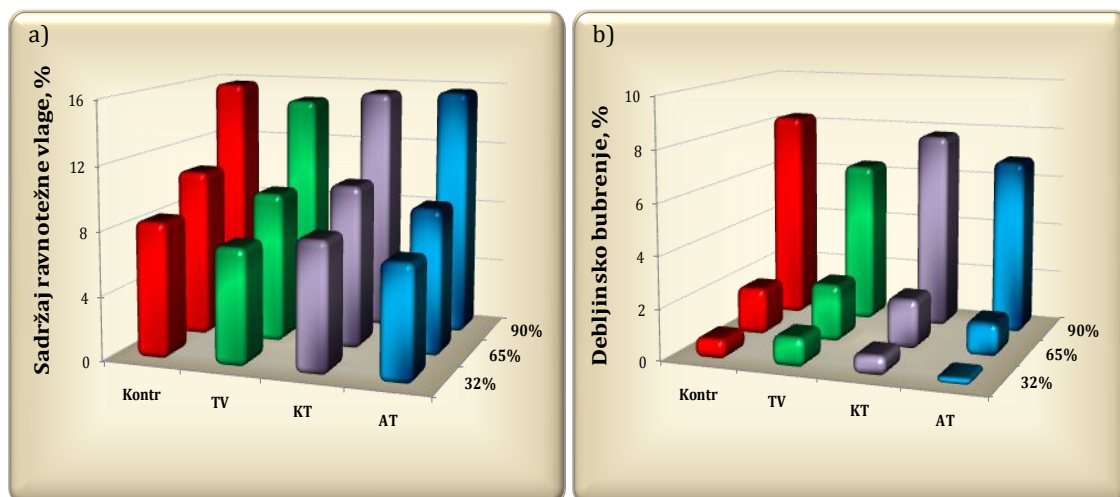 a)
Sadržaj ravnotežne vlage, %
16
12
8
4
0
Kontr
TV
KT
AT
32%
65%
90%
b)
Debljinsko bubrenje, %
10
8
6
4
2
0
Kontr
TV
KT
AT
32%
65%
90%